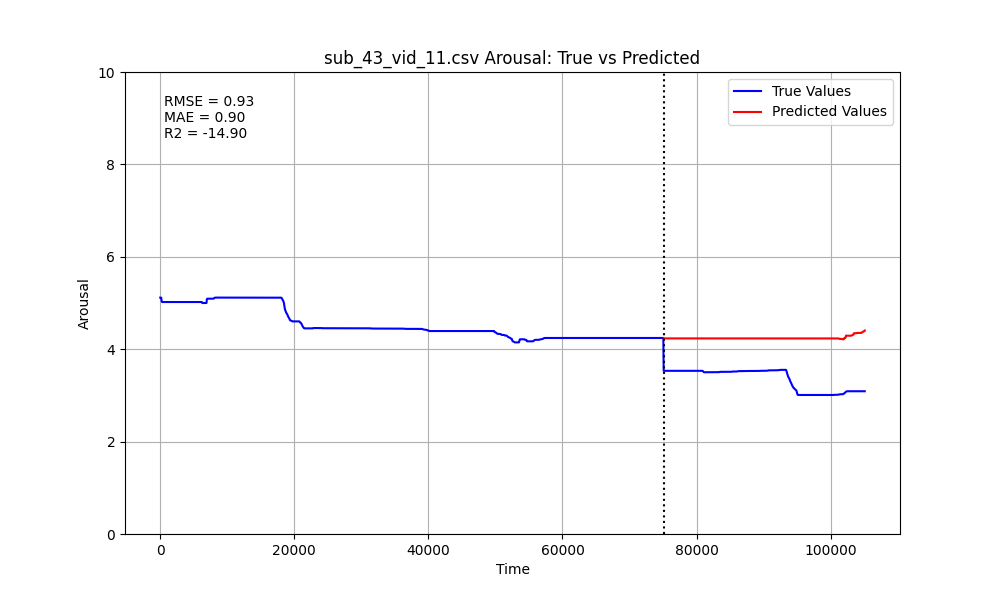 sub_43_vid_11.csv Arousal: True vs Predicted
10
8
6
4
2
0
Arousal
RMSE = 0.93
MAE = 0.90
R2 = -14.90
True Values
Predicted Values
0
20000
40000
60000
80000
100000
Time